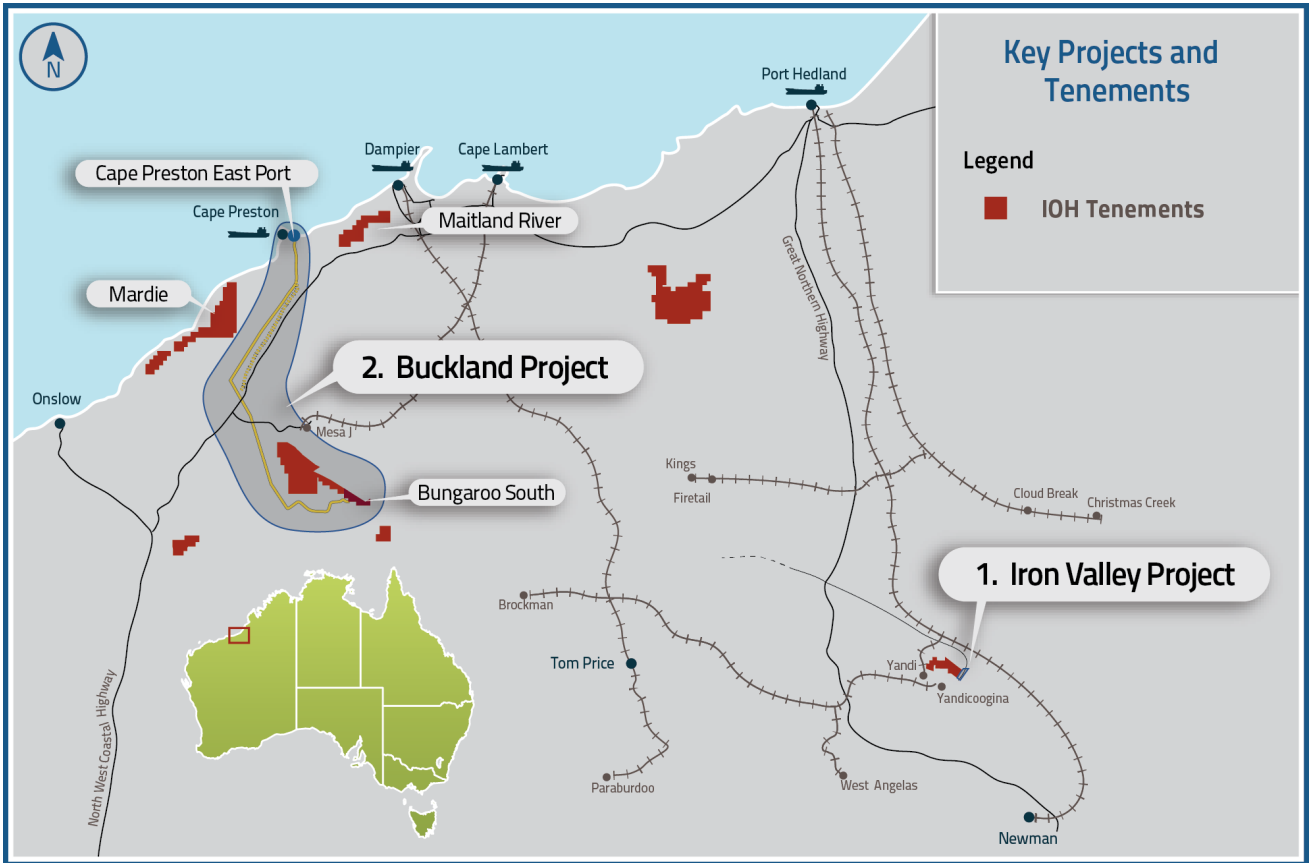 N
Key Projects and
Tenements
Legend
IOH Tenements
Port Hedland
Dampier
Cape Lambert
Cape Preston East Port
Cape Preston
Maitland River
Mardie
Great Northern Highway
2. Buckland Project
Onslow
Mesa J
Kings
Firetail
Bungaroo South
Cloud Break
Christmas Creek
1. Iron Valley Project
Brockman
Tom Price
Yandi
Yandicoogina
North West Coastal Highway
Paraburdoo
West Angelas
Newman